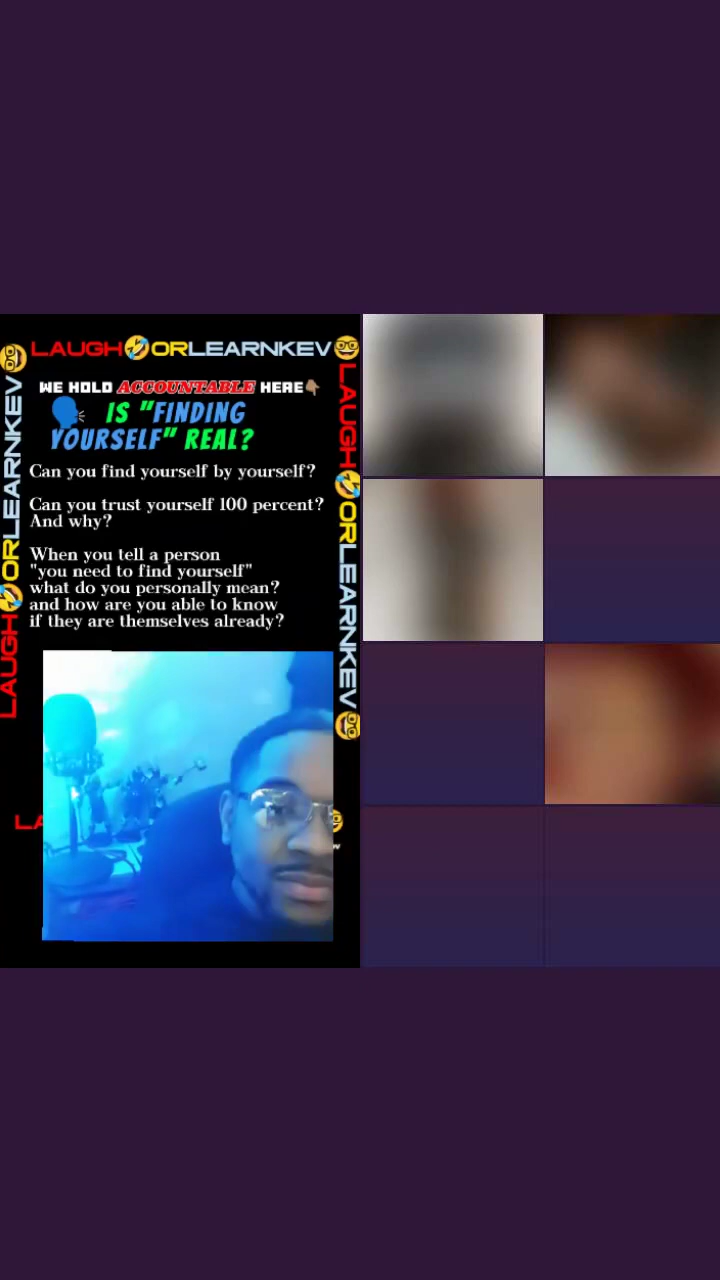 LAUGH🤣ORLEARNKEV🤓
WE HOLD ACCOUNTABLE HERE👇🏽
🗣 IS "FINDING
YOURSELF" REAL?
Can you find yourself by yourself?
Can you trust yourself 100 percent?
And why?
When you tell a person
"you need to find yourself"
what do you personally mean?
and how are you able to know
if they are themselves already?
LAUGH🤣ORLEARNKEV🤓
LAUGH🤣ORLEARNKEV🤓
LA